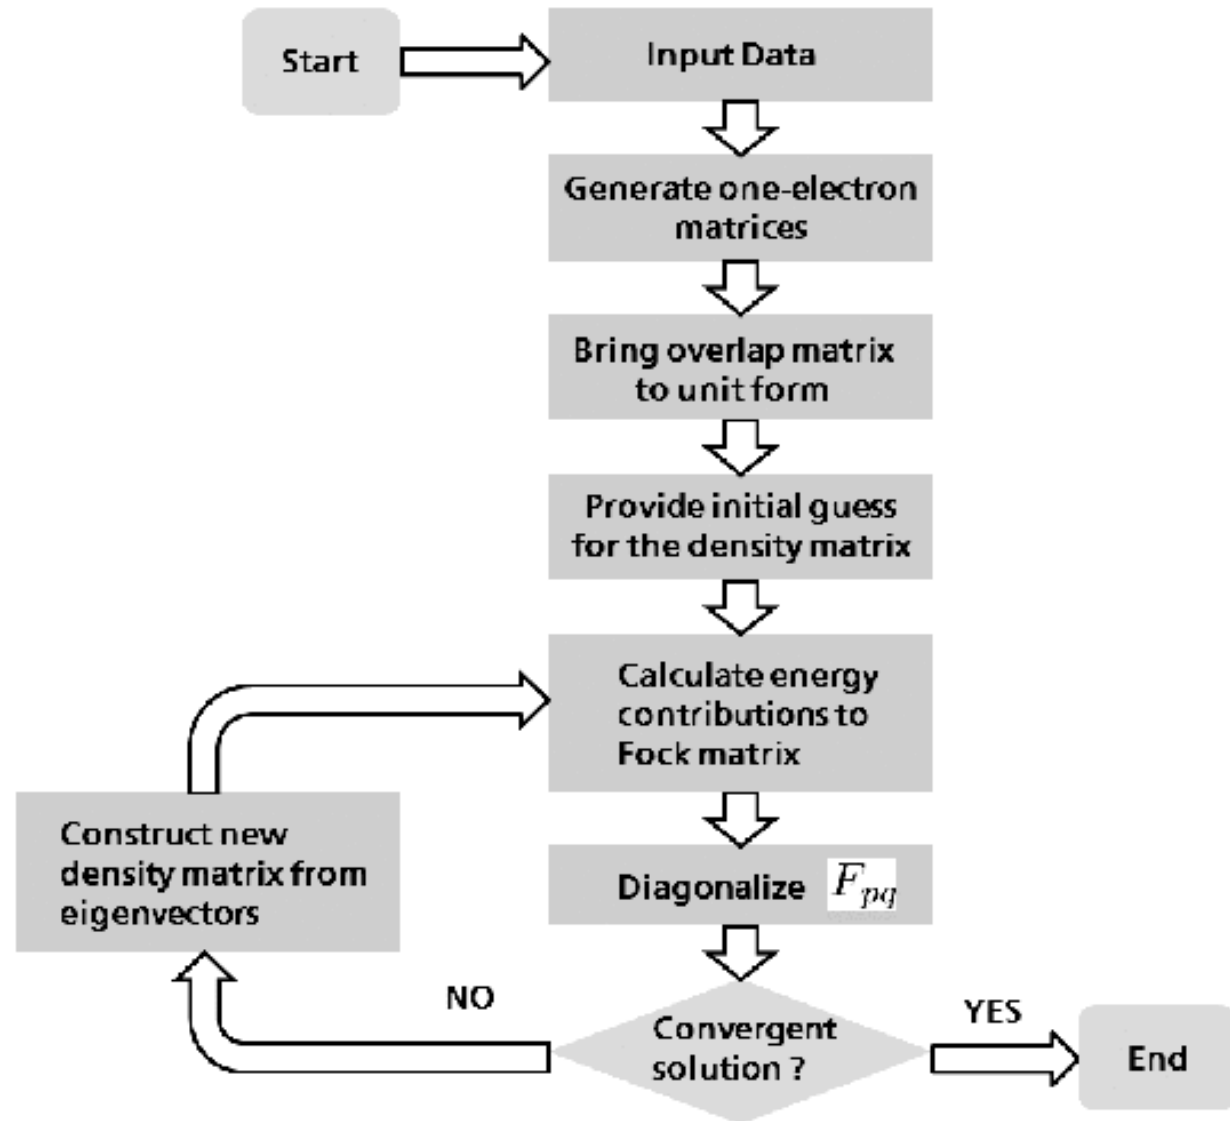 Start
Input Data
Generate one-electron
matrices
Bring overlap matrix
to unit form
Provide initial guess
for the density matrix
Calculate energy
contributions to
Fock matrix
Construct new
density matrix from
eigenvectors
Diagonalize F_{pq}
NO
Convergent
solution ?
YES
End